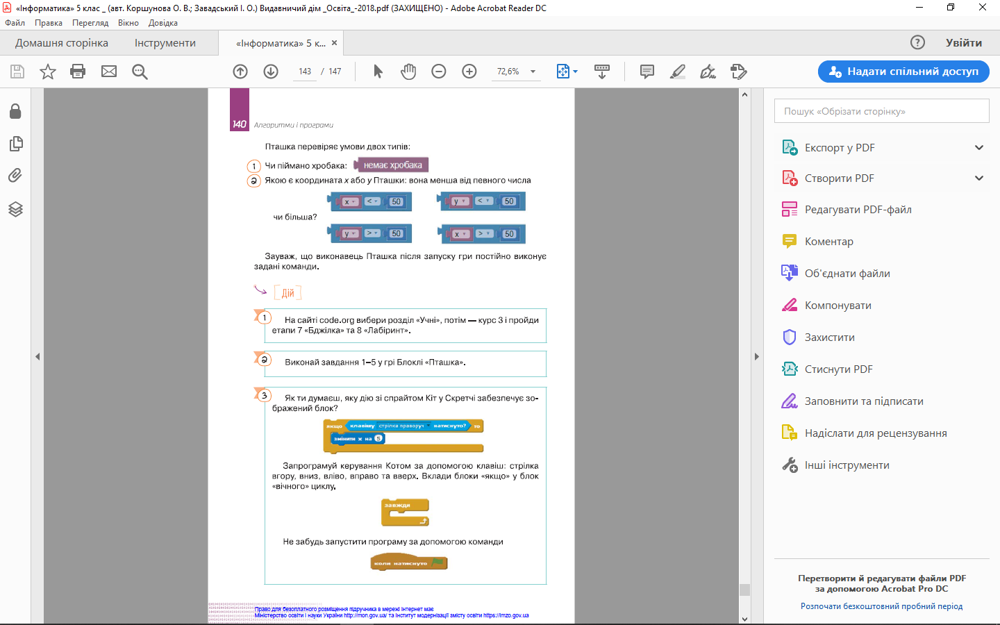 «Інформатика» 5 клас _ (авт. Коршунова О. В.; Завадський І. О.) Видавничий дім _Освіта_-2018.pdf (ЗАХИЩЕНО) - Adobe Acrobat Reader DC
Файл Правка Перегляд Вікно Довідка
Домашня сторінка Інструменти «Інформатика» 5 к... × ? Увійти
143 / 147 72,6% Надати спільний доступ
140 Алгоритми і програми
Пташка перевіряє умови двох типів:
1 Чи піймано хробака: немає хробака
2 Якою є координата x або y Пташки: вона менша від певного числа
x < 50 y < 50
чи більша?
y > 50 x > 50
Зауваж, що виконавець Пташка після запуску гри постійно виконує
задані команди.
Дій
1 На сайті code.org вибери розділ «Учні», потім — курс 3 і пройди
етапи 7 «Бджілка» та 8 «Лабіринт».
2 Виконай завдання 1–5 у грі Блоклі «Пташка».
3 Як ти думаєш, яку дію зі спрайтом Кіт у Скретчі забезпечує зо-
бражений блок?
якщо клавішу стрілка праворуч натиснуто? то
змінити x на 5
Запрограмуй керування Котом за допомогою клавіш: стрілка
вгору, вниз, вліво, вправо та вверх. Вклади блоки «якщо» у блок
«вічного» циклу.
завжди
Не забудь запустити програму за допомогою команди
коли натиснуто
Право для безоплатного розміщення підручника в мережі Інтернет має
Міністерство освіти і науки України http://mon.gov.ua/ та Інститут модернізації змісту освіти https://imzo.gov.ua
Пошук «Обрізати сторінку»
Експорт у PDF
Створити PDF
Редагувати PDF-файл
Коментар
Об'єднати файли
Компонувати
Захистити
Стиснути PDF
Заповнити та підписати
Надіслати для рецензування
Інші інструменти
Перетворити й редагувати файли PDF
за допомогою Acrobat Pro DC
Розпочати безкоштовний пробний період